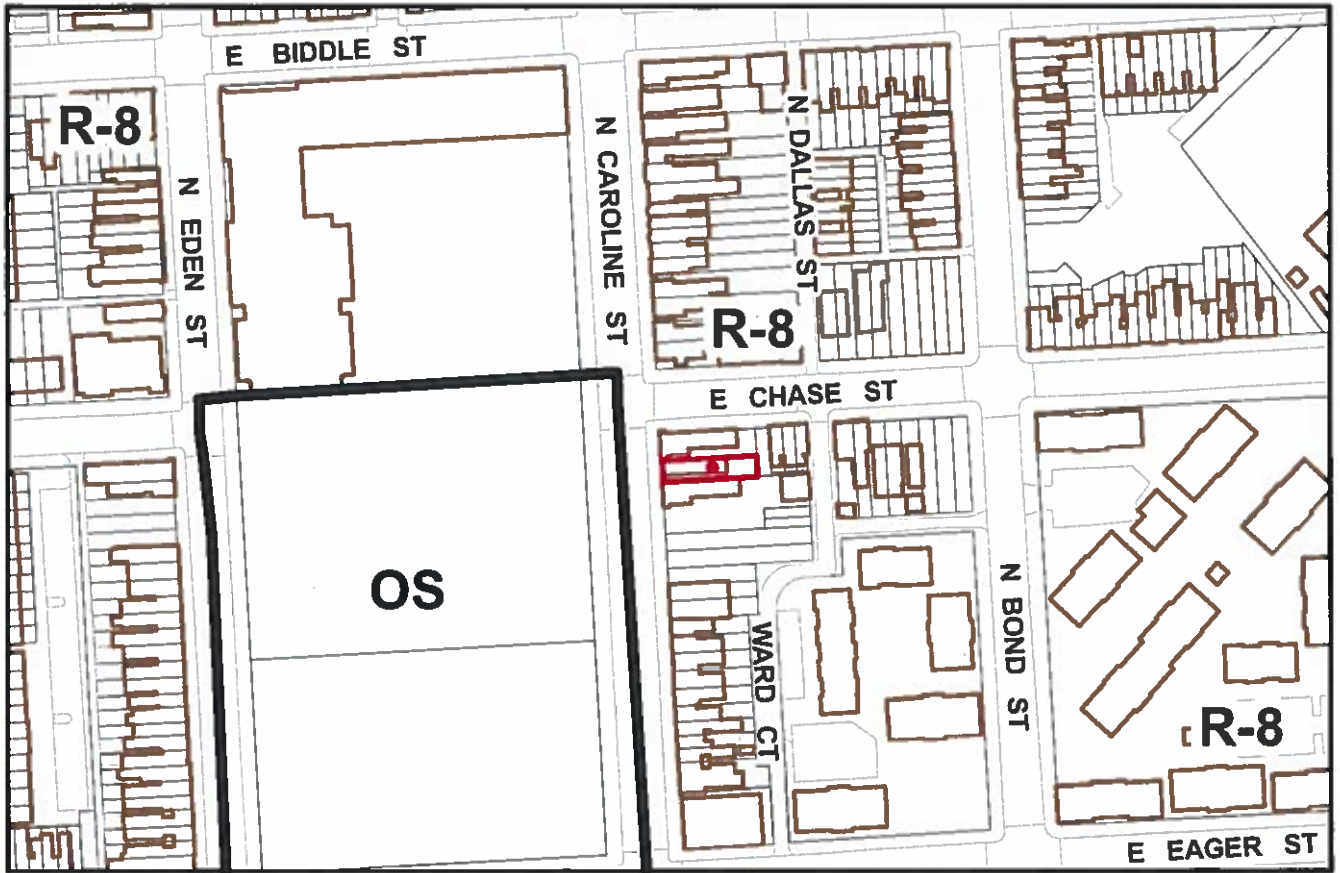 E BIDDLE ST
R-8
N EDEN ST
N CAROLINE ST
N DALLAS ST
R-8
E CHASE ST
OS
WARD CT
N BOND ST
R-8
E EAGER ST